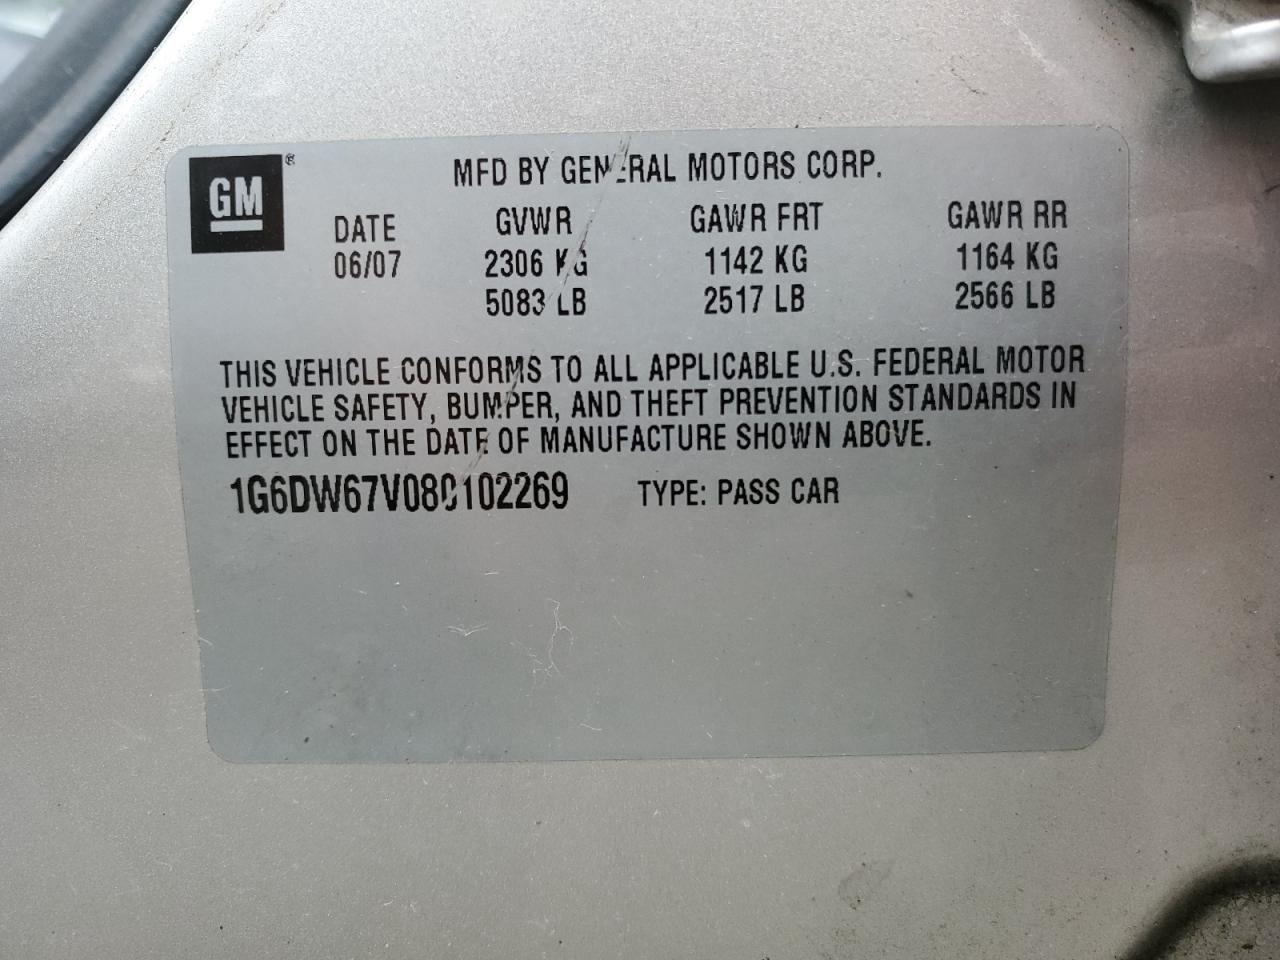 GM ®
MFD BY GENERAL MOTORS CORP.
DATE GVWR GAWR FRT GAWR RR
06/07 2306 KG 1142 KG 1164 KG
5083 LB 2517 LB 2566 LB
THIS VEHICLE CONFORMS TO ALL APPLICABLE U.S. FEDERAL MOTOR
VEHICLE SAFETY, BUMPER, AND THEFT PREVENTION STANDARDS IN
EFFECT ON THE DATE OF MANUFACTURE SHOWN ABOVE.
1G6DW67V080102269 TYPE: PASS CAR